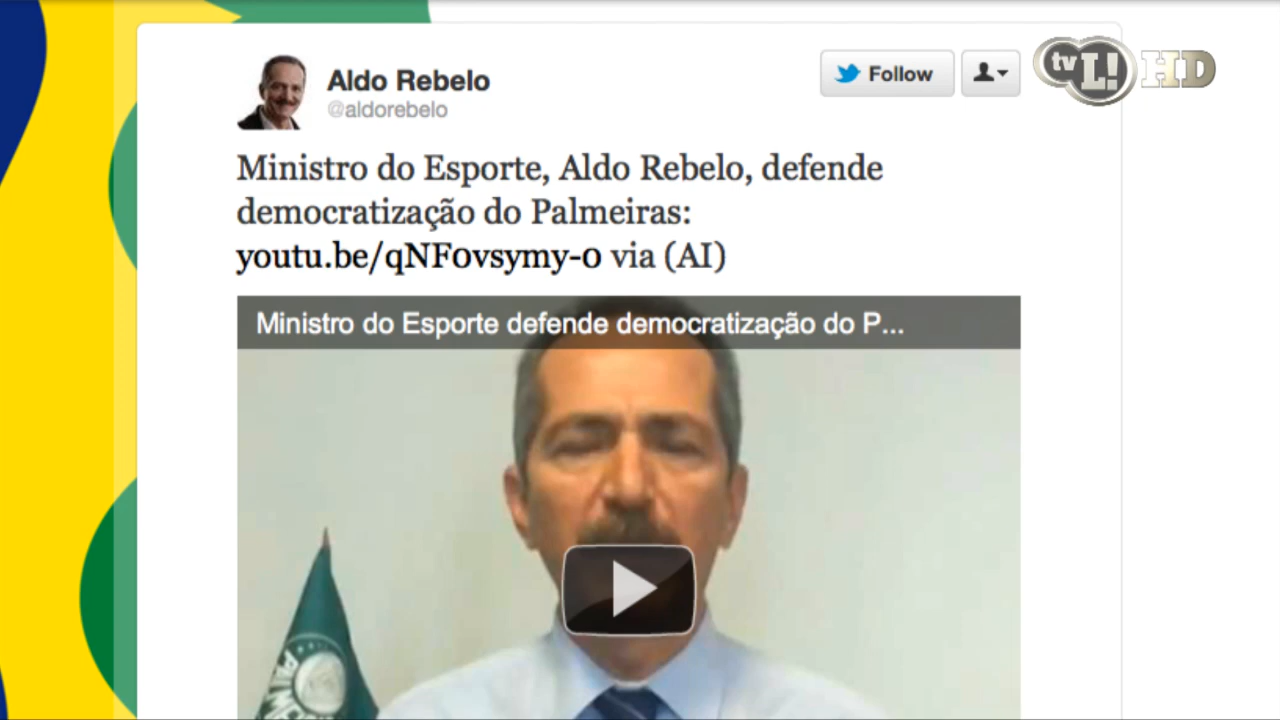 Aldo Rebelo
@aldorebelo
Follow
tv L! HD
Ministro do Esporte, Aldo Rebelo, defende
democratização do Palmeiras:
youtu.be/qNF0vsymy-0 via (AI)
Ministro do Esporte defende democratização do P...